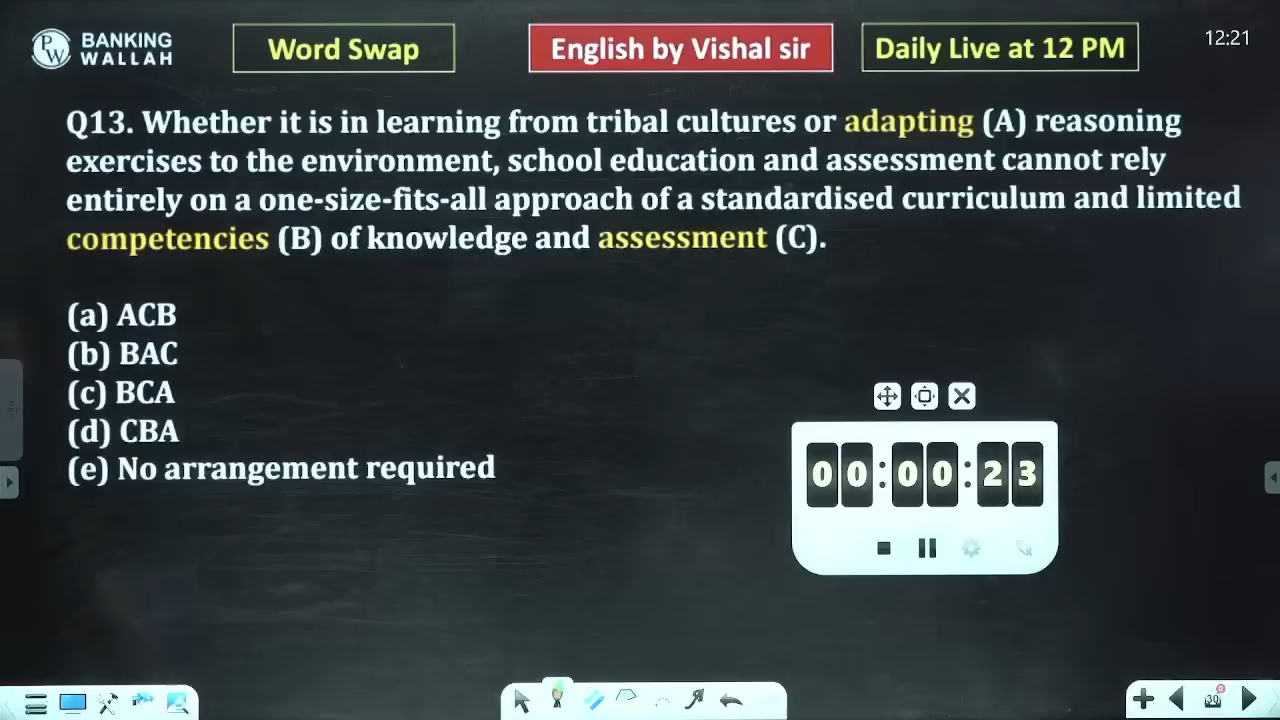 BANKING
WALLAH
Word Swap
English by Vishal sir
Daily Live at 12 PM
12:21
Q13. Whether it is in learning from tribal cultures or adapting (A) reasoning
exercises to the environment, school education and assessment cannot rely
entirely on a one-size-fits-all approach of a standardised curriculum and limited
competencies (B) of knowledge and assessment (C).
(a) ACB
(b) BAC
(c) BCA
(d) CBA
(e) No arrangement required
00:00:23
30